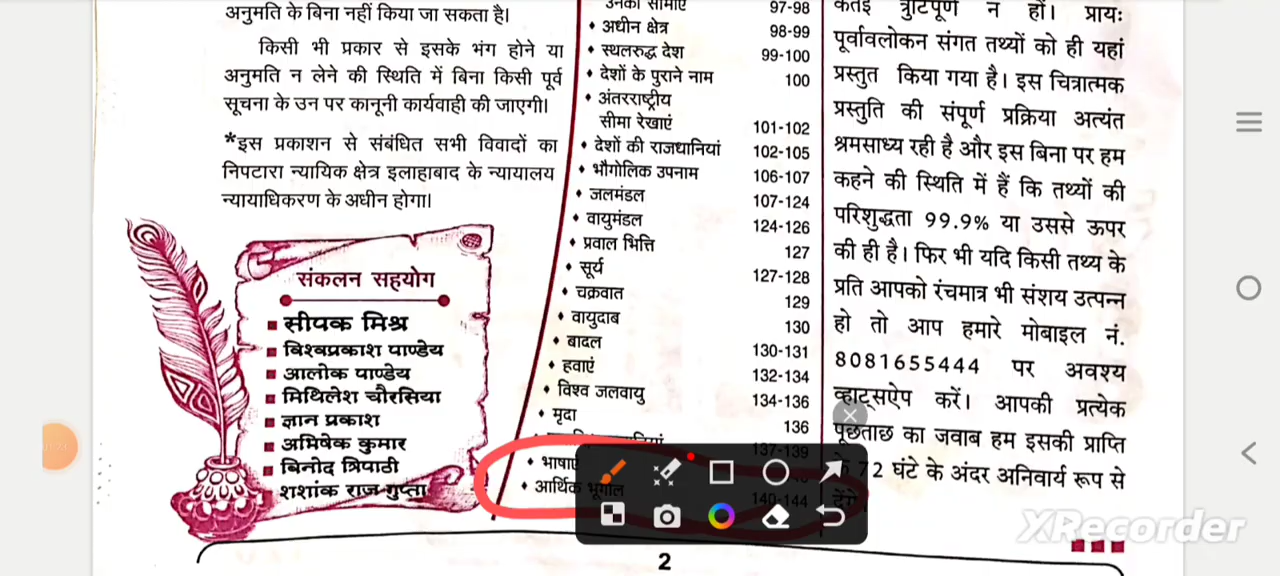 अनुमति के बिना नहीं किया जा सकता है।
किसी भी प्रकार से इसके भंग होने या
अनुमति न लेने की स्थिति में बिना किसी पूर्व
सूचना के उन पर कानूनी कार्यवाही की जाएगी।
*इस प्रकाशन से संबंधित सभी विवादों का
निपटारा न्यायिक क्षेत्र इलाहाबाद के न्यायालय
न्यायाधिकरण के अधीन होगा।
संकलन सहयोग
सीपक मिश्र
विश्वप्रकाश पाण्डेय
आलोक पाण्डेय
मिथिलेश चौरसिया
ज्ञान प्रकाश
अभिषेक कुमार
बिनोद त्रिपाठी
शशांक राज गुप्ता
उनकी सीमाएं 97-98
♦ अधीन क्षेत्र 98-99
♦ स्थलरुद्ध देश 99-100
♦ देशों के पुराने नाम 100
♦ अंतरराष्ट्रीय
सीमा रेखाएं 101-102
♦ देशों की राजधानियां 102-105
♦ भौगोलिक उपनाम 106-107
♦ जलमंडल 107-124
♦ वायुमंडल 124-126
♦ प्रवाल भित्ति 127
♦ सूर्य 127-128
♦ चक्रवात 129
♦ वायुदाब 130
♦ बादल 130-131
♦ हवाएं 132-134
♦ विश्व जलवायु 134-136
♦ मृदा 136
137-139
♦ भाषाएं
♦ आर्थिक भूगोल 140-144
कतई त्रुटिपूर्ण न हों। प्रायः
पूर्वावलोकन संगत तथ्यों को ही यहां
प्रस्तुत किया गया है। इस चित्रात्मक
प्रस्तुति की संपूर्ण प्रक्रिया अत्यंत
श्रमसाध्य रही है और इस बिना पर हम
कहने की स्थिति में हैं कि तथ्यों की
परिशुद्धता 99.9% या उससे ऊपर
की ही है। फिर भी यदि किसी तथ्य के
प्रति आपको रंचमात्र भी संशय उत्पन्न
हो तो आप हमारे मोबाइल नं.
8081655444 पर अवश्य
व्हाट्सऐप करें। आपकी प्रत्येक
पूछताछ का जवाब हम इसकी प्राप्ति
के 72 घंटे के अंदर अनिवार्य रूप से
देंगे
2
XRecorder